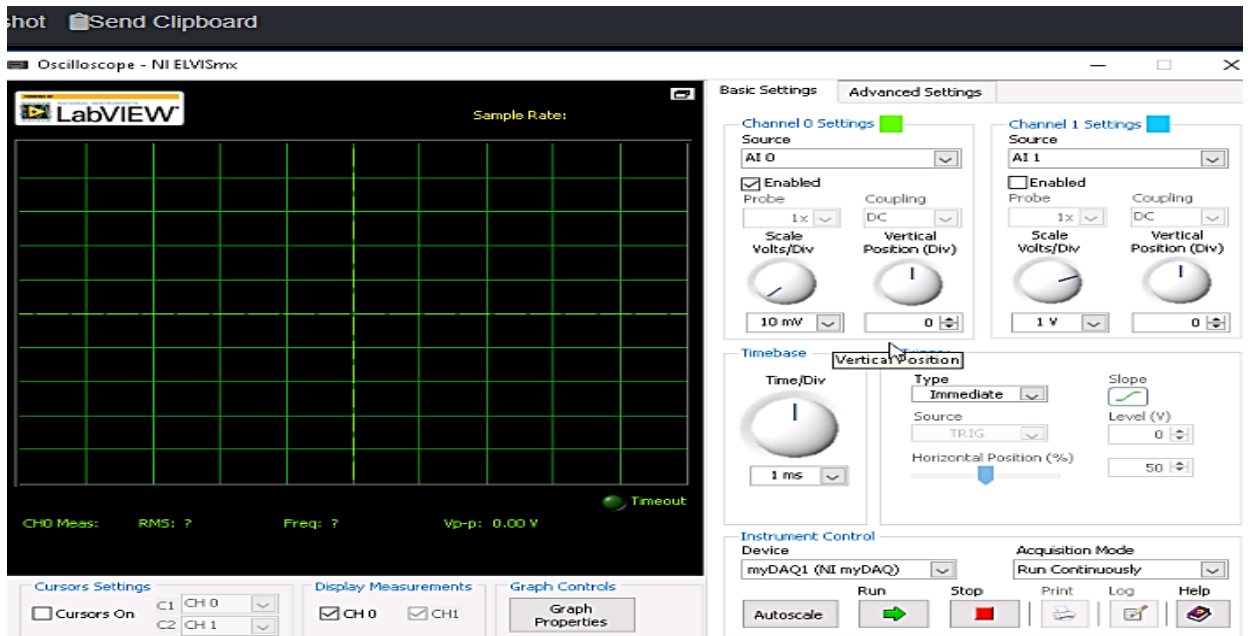 shot Send Clipboard
Oscilloscope - NI ELVISmx
LabVIEW
Sample Rate:
CH0 Meas: RMS: ? Freq: ? Vp-p: 0.00 V
Timeout
Cursors Settings
Cursors On
C1 CH 0
C2 CH 1
Display Measurements
CH 0 CH1
Graph Controls
Graph
Properties
Basic Settings Advanced Settings
Channel 0 Settings
Source
AI 0
Enabled
Probe Coupling
1x DC
Scale Vertical
Volts/Div Position (Div)
10 mV 0
Channel 1 Settings
Source
AI 1
Enabled
Probe Coupling
1x DC
Scale Vertical
Volts/Div Position (Div)
1 V 0
Timebase
Time/Div
1 ms
Vertical Position
Type Slope
Immediate
Source Level (V)
TRIG 0
Horizontal Position (%)
50
Instrument Control
Device Acquisition Mode
myDAQ1 (NI myDAQ) Run Continuously
Run Stop Print Log Help
Autoscale